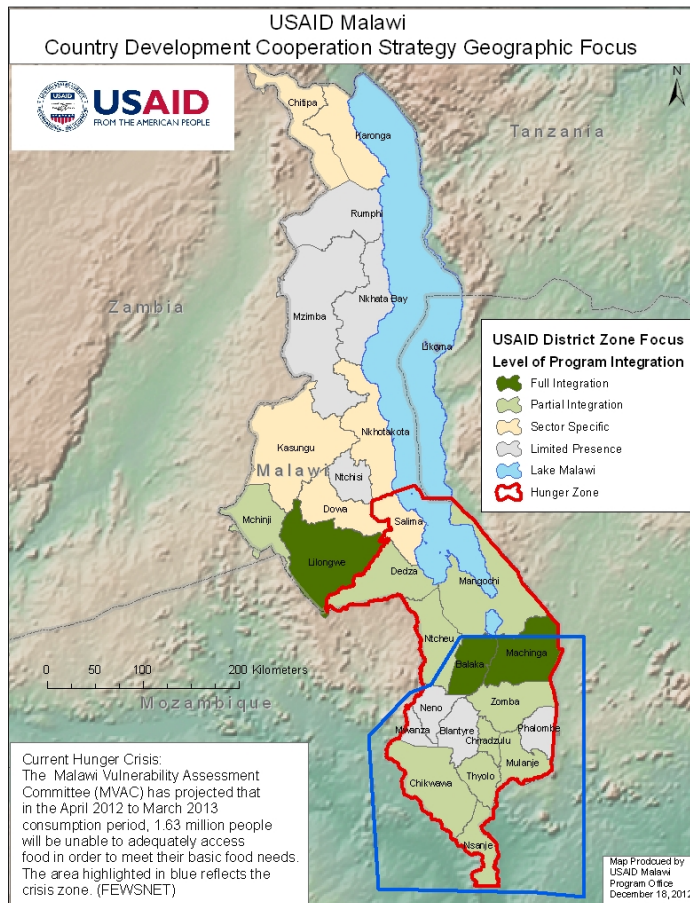 USAID Malawi
Country Development Cooperation Strategy Geographic Focus
USAID
USAID
FROM THE AMERICAN PEOPLE
N
Chitipa
Karonga
Tanzania
Rumphi
Zambia
Mzimba
Nkhata Bay
Likoma
USAID District Zone Focus
Level of Program Integration
Full Integration
Partial Integration
Sector Specific
Limited Presence
Lake Malawi
Hunger Zone
Nkhotakota
Kasungu
Malawi
Ntchisi
Dowa
Mchinji
Salima
Lilongwe
Dedza
Mangochi
Ntcheu
Machinga
Balaka
0 50 100 200 Kilometers
Mozambique
Neno
Zomba
Mwanza
Blantyre
Phalombe
Chiradzulu
Mulanje
Chikwawa
Thyolo
Nsanje
Current Hunger Crisis:
The Malawi Vulnerability Assessment
Committee (MVAC) has projected that
in the April 2012 to March 2013
consumption period, 1.63 million people
will be unable to adequately access
food in order to meet their basic food needs.
The area highlighted in blue reflects the
crisis zone. (FEWSNET)
Map Prodcued by
USAID Malawi
Program Office
December 18, 2012